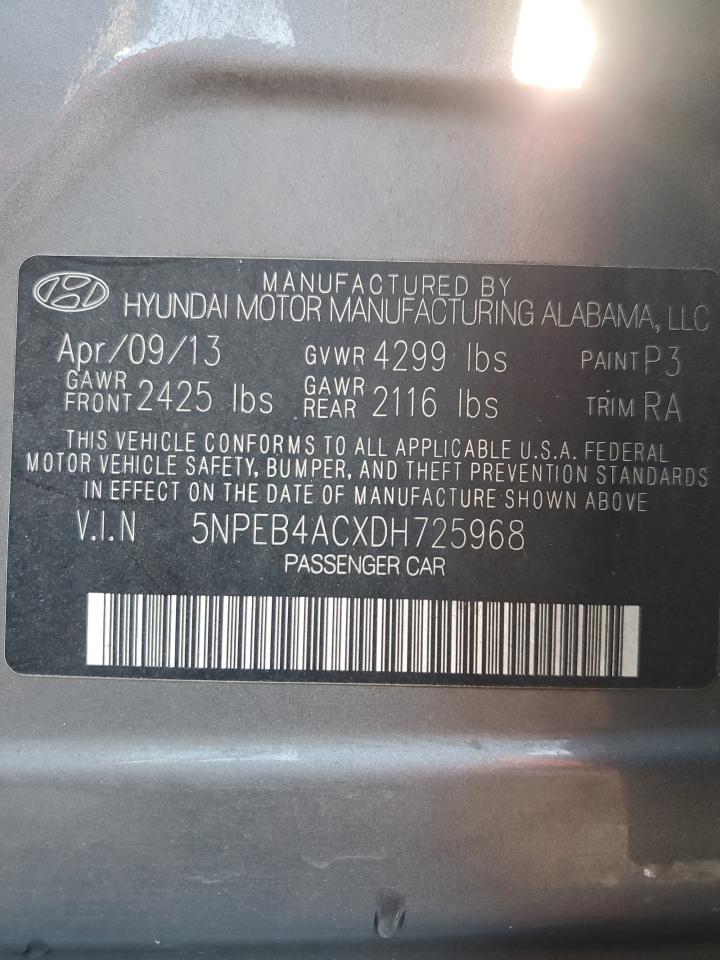 MANUFACTURED BY
HYUNDAI MOTOR MANUFACTURING ALABAMA, LLC
Apr/09/13 GVWR 4299 lbs PAINT P3
GAWR FRONT 2425 lbs GAWR REAR 2116 lbs TRIM RA
THIS VEHICLE CONFORMS TO ALL APPLICABLE U.S.A. FEDERAL
MOTOR VEHICLE SAFETY, BUMPER, AND THEFT PREVENTION STANDARDS
IN EFFECT ON THE DATE OF MANUFACTURE SHOWN ABOVE
V.I.N 5NPEB4ACXDH725968
PASSENGER CAR